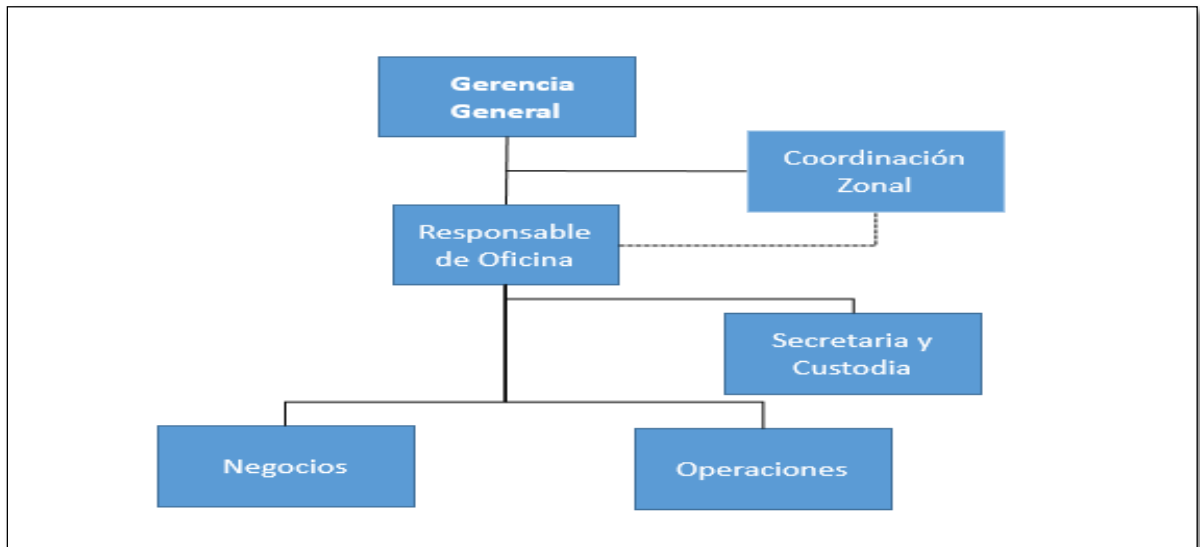 Gerencia
General
Coordinación
Zonal
Responsable
de Oficina
Secretaria y
Custodia
Negocios
Operaciones